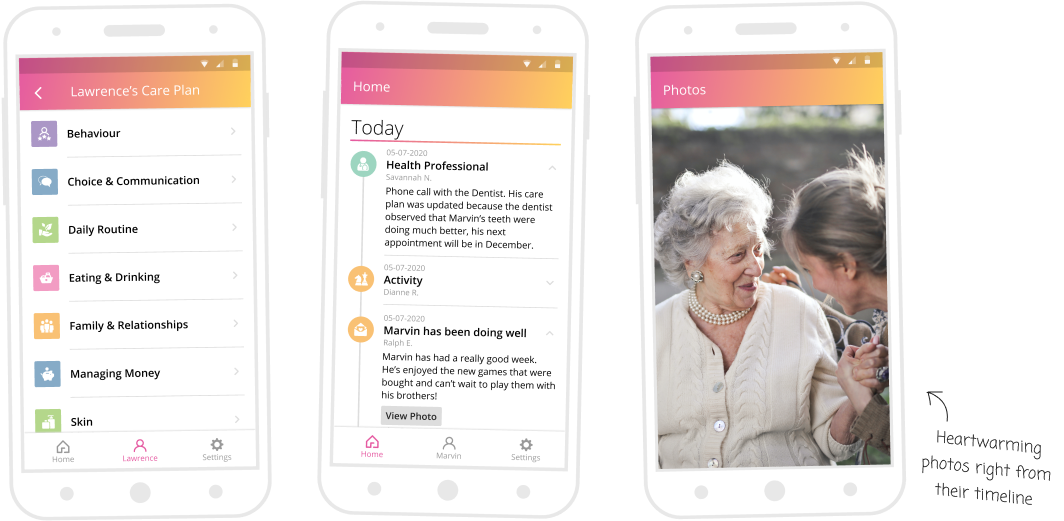 Lawrence's Care Plan
Behaviour
Choice & Communication
Daily Routine
Eating & Drinking
Family & Relationships
Managing Money
Skin
Home
Lawrence
Settings
Home
Today
05-07-2020
Health Professional
Savannah N.
Phone call with the Dentist. His care
plan was updated because the dentist
observed that Marvin's teeth were
doing much better, his next
appointment will be in December.
05-07-2020
Activity
Dianne R.
05-07-2020
Marvin has been doing well
Ralph E.
Marvin has had a really good week.
He's enjoyed the new games that were
bought and can't wait to play them with
his brothers!
View Photo
Home
Marvin
Settings
Photos
Heartwarming
photos right from
their timeline